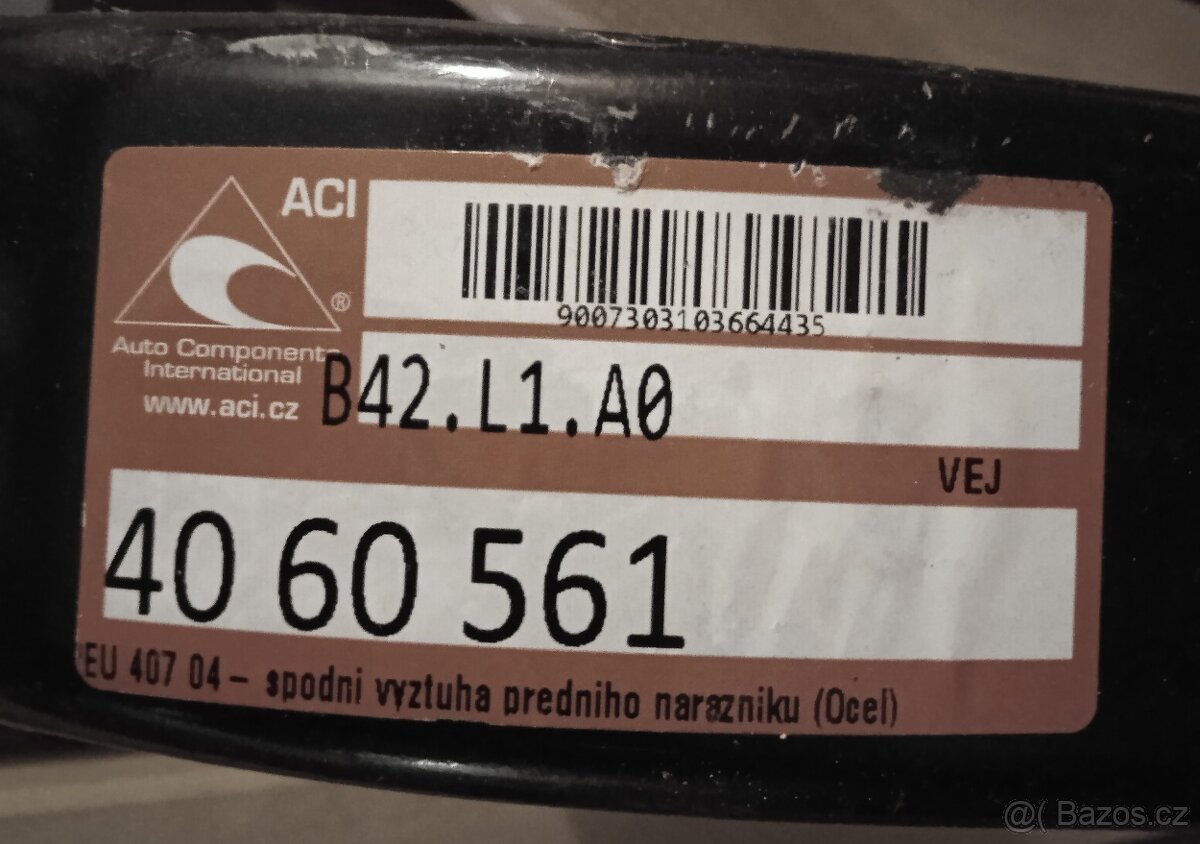 ACI
®
9007303103664435
Auto Components
International
www.aci.cz
B42.L1.A0
VEJ
40 60 561
PEU 407 04 - spodni vyztuha predniho narazniku (Ocel)
@( Bazos.cz